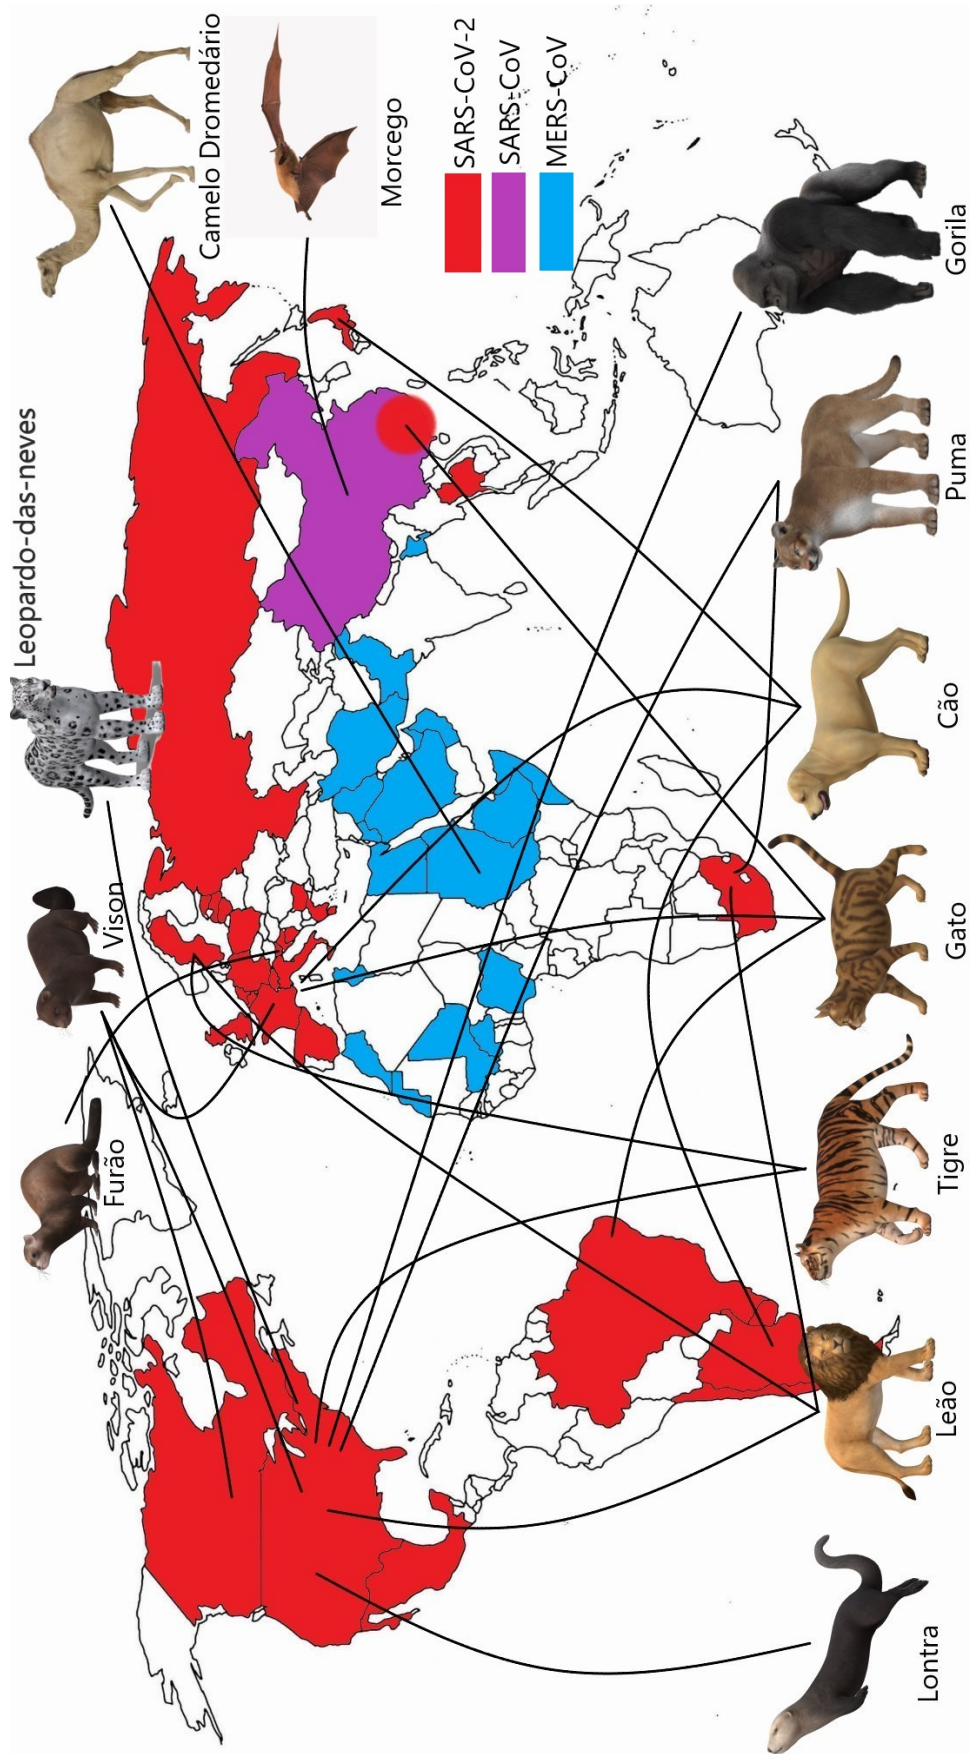 Furão
Vison
Leopardo-das-neves
Camelo Dromedário
Morcego
SARS-CoV-2
SARS-CoV
MERS-CoV
Lontra
Leão
Tigre
Gato
Cão
Puma
Gorila